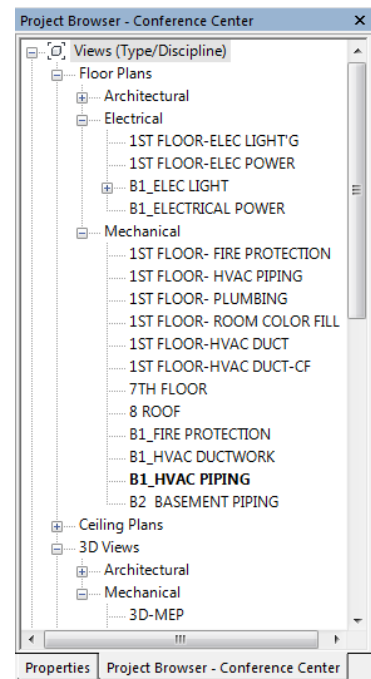 Project Browser - Conference Center
Views (Type/Discipline)
Floor Plans
Architectural
Electrical
1ST FLOOR-ELEC LIGHT'G
1ST FLOOR-ELEC POWER
B1_ELEC LIGHT
B1_ELECTRICAL POWER
Mechanical
1ST FLOOR- FIRE PROTECTION
1ST FLOOR- HVAC PIPING
1ST FLOOR- PLUMBING
1ST FLOOR- ROOM COLOR FILL
1ST FLOOR-HVAC DUCT
1ST FLOOR-HVAC DUCT-CF
7TH FLOOR
8 ROOF
B1_FIRE PROTECTION
B1_HVAC DUCTWORK
B1_HVAC PIPING
B2 BASEMENT PIPING
Ceiling Plans
3D Views
Architectural
Mechanical
3D-MEP
Properties Project Browser - Conference Center